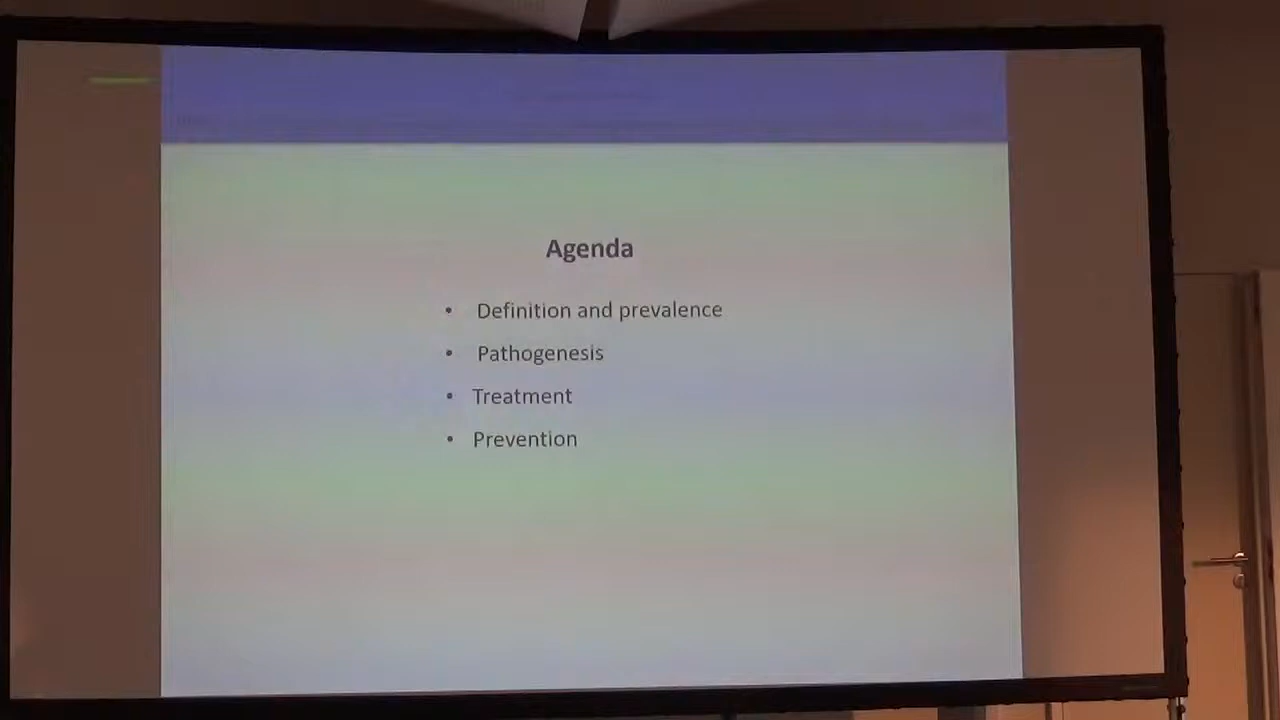 Agenda
• Definition and prevalence
• Pathogenesis
• Treatment
• Prevention